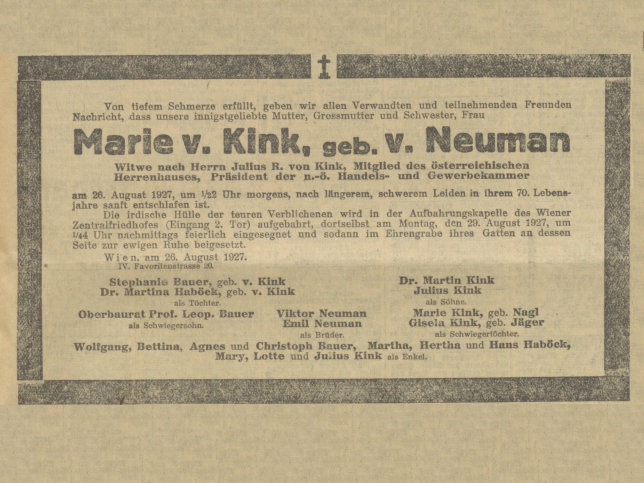 Von tiefem Schmerze erfüllt, geben wir allen Verwandten und teilnehmenden Freunden
Nachricht, dass unsere innigstgeliebte Mutter, Grossmutter und Schwester, Frau
Marie v. Kink, geb. v. Neuman
Witwe nach Herrn Julius R. von Kink, Mitglied des österreichischen
Herrenhauses, Präsident der n.-ö. Handels- und Gewerbekammer
am 26. August 1927, um ½2 Uhr morgens, nach längerem, schwerem Leiden in ihrem 70. Lebens-
jahre sanft entschlafen ist.
Die irdische Hülle der teuren Verblichenen wird in der Aufbahrungskapelle des Wiener
Zentralfriedhofes (Eingang 2. Tor) aufgebahrt, dortselbst am Montag, den 29. August 1927, um
¼4 Uhr nachmittags feierlich eingesegnet und sodann im Ehrengrabe ihres Gatten an dessen
Seite zur ewigen Ruhe beigesetzt.
Wien, am 26. August 1927.
IV. Favoritenstrasse 20.
Stephanie Bauer, geb. v. Kink
Dr. Martina Haböck, geb. v. Kink
als Töchter.
Dr. Martin Kink
Julius Kink
als Söhne.
Oberbaurat Prof. Leop. Bauer
als Schwiegersohn.
Viktor Neuman
Emil Neuman
als Brüder.
Marie Kink, geb. Nagl
Gisela Kink, geb. Jäger
als Schwiegertöchter.
Wolfgang, Bettina, Agnes und Christoph Bauer, Martha, Hertha und Hans Haböck,
Mary, Lotte und Julius Kink als Enkel.